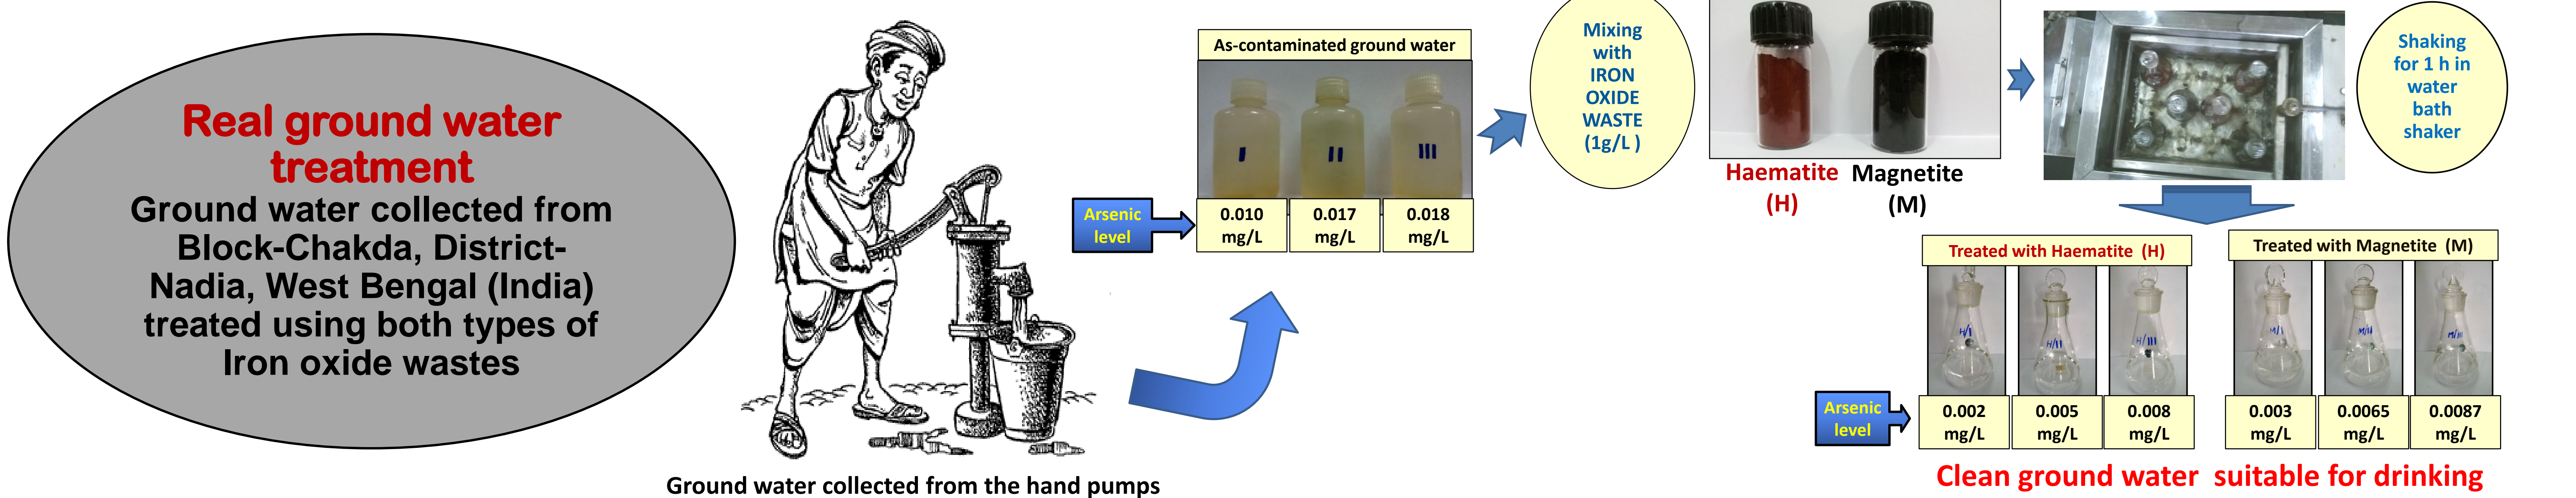 Real ground water
treatment
Ground water collected from
Block-Chakda, District-
Nadia, West Bengal (India)
treated using both types of
Iron oxide wastes
Ground water collected from the hand pumps
As-contaminated ground water
I
II
III
Arsenic
level
0.010
mg/L
0.017
mg/L
0.018
mg/L
Mixing
with
IRON
OXIDE
WASTE
(1g/L )
Haematite
(H)
Magnetite
(M)
Shaking
for 1 h in
water
bath
shaker
Treated with Haematite (H)
H/I
H/II
H/III
Treated with Magnetite (M)
M/I
M/II
M/III
Arsenic
level
0.002
mg/L
0.005
mg/L
0.008
mg/L
0.003
mg/L
0.0065
mg/L
0.0087
mg/L
Clean ground water suitable for drinking